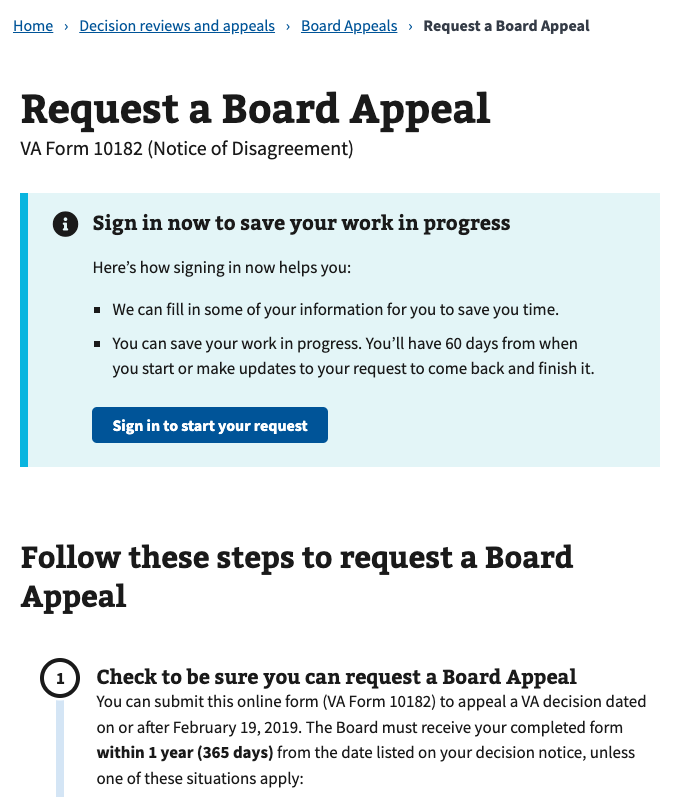 Home › Decision reviews and appeals › Board Appeals › Request a Board Appeal
Request a Board Appeal
VA Form 10182 (Notice of Disagreement)
Sign in now to save your work in progress
Here’s how signing in now helps you:
▪ We can fill in some of your information for you to save you time.
▪ You can save your work in progress. You’ll have 60 days from when
you start or make updates to your request to come back and finish it.
Sign in to start your request
Follow these steps to request a Board
Appeal
1 Check to be sure you can request a Board Appeal
You can submit this online form (VA Form 10182) to appeal a VA decision dated
on or after February 19, 2019. The Board must receive your completed form
within 1 year (365 days) from the date listed on your decision notice, unless
one of these situations apply: